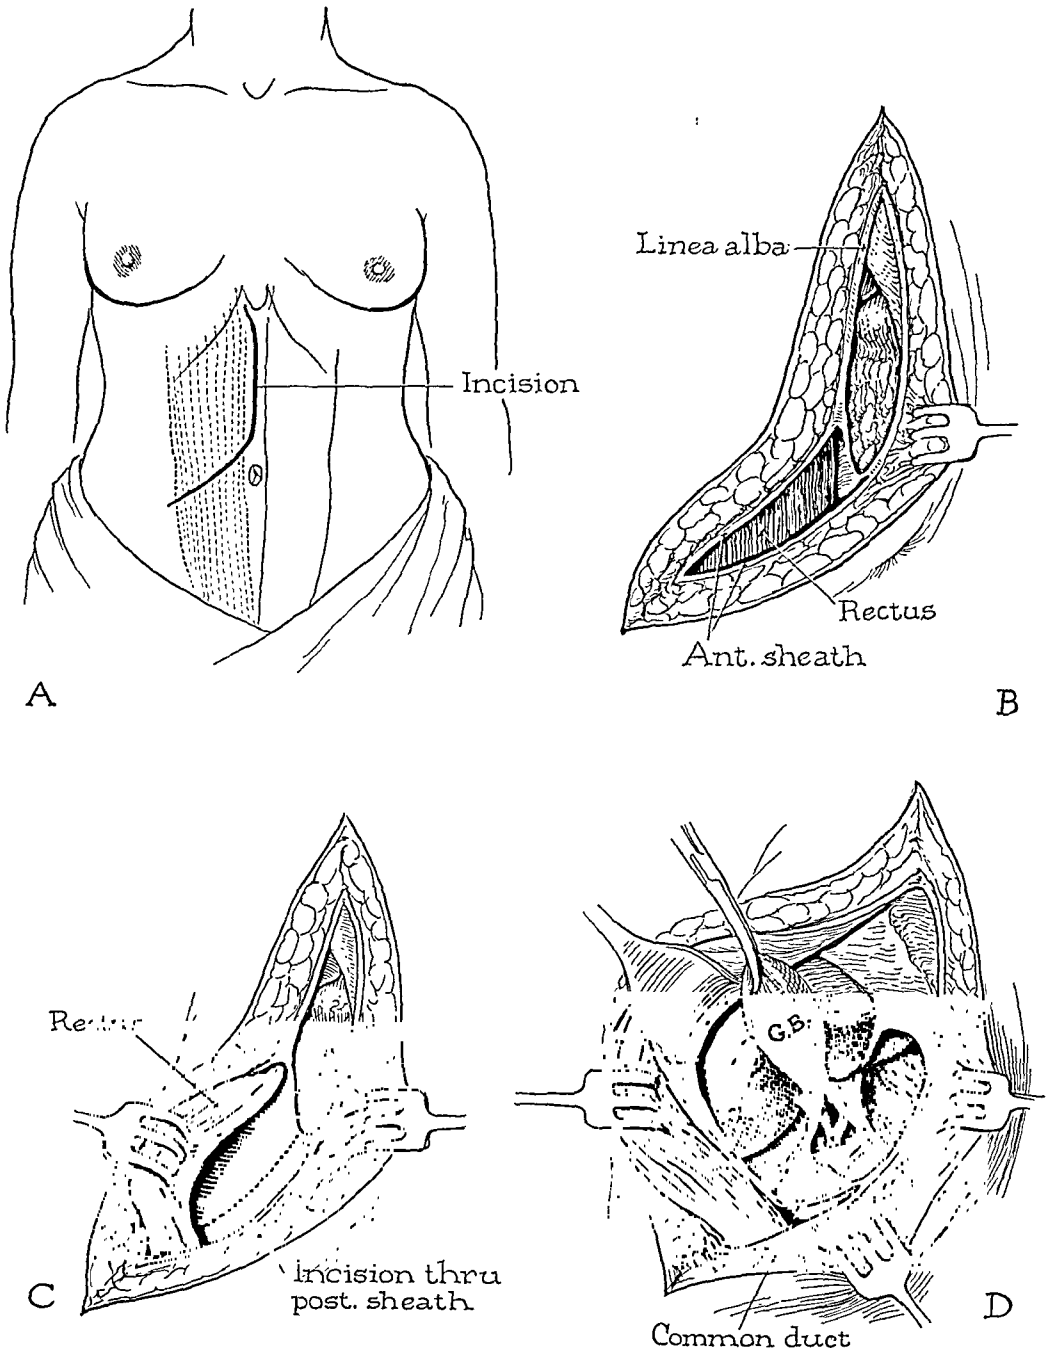 Incision
A
Linea alba
Rectus
Ant. sheath
B
Incision thru
post. sheath
C
G.B.
Common duct
D